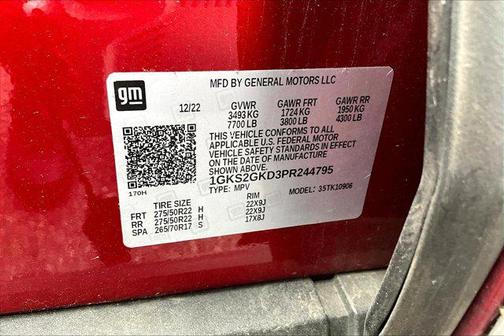 gm
MFD BY GENERAL MOTORS LLC
12/22 GVWR GAWR FRT GAWR RR
3493 KG 1724 KG 1950 KG
7700 LB 3800 LB 4300 LB
THIS VEHICLE CONFORMS TO ALL
APPLICABLE U.S. FEDERAL MOTOR
VEHICLE SAFETY STANDARDS IN EFFECT
ON THE DATE OF MANUFACTURE
SHOWN ABOVE.
1GKS2GKD3PR244795
170H TYPE: MPV MODEL: 35TK10906
TIRE SIZE RIM
FRT 275/50R22 H 22X9J
RR 275/50R22 H 22X9J
SPA 265/70R17 S 17X8J